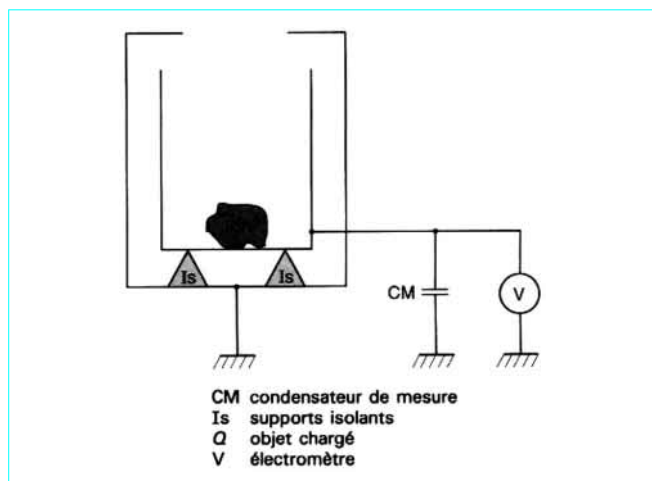 Is
Is
CM
V
CM condensateur de mesure
Is supports isolants
Q objet chargé
V électromètre